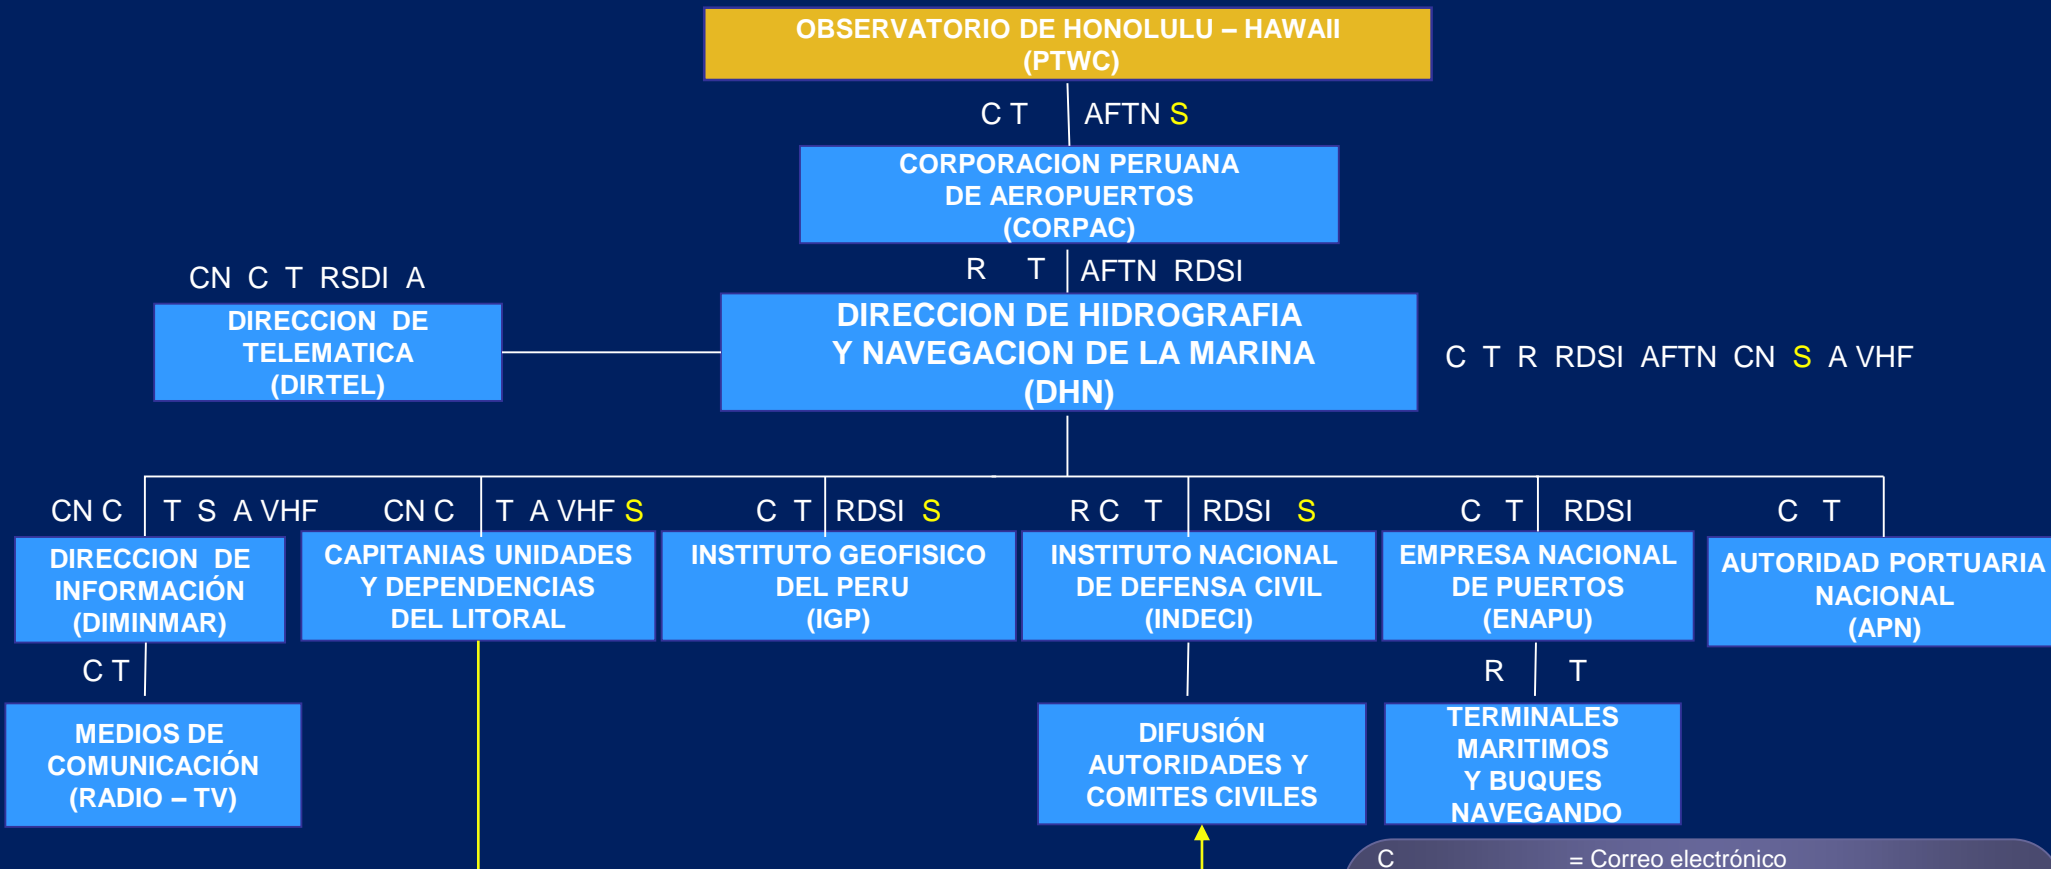 OBSERVATORIO DE HONOLULU – HAWAII
(PTWC)
C T AFTN S
CORPORACION PERUANA
DE AEROPUERTOS
(CORPAC)
R T AFTN RDSI
CN C T RSDI A
DIRECCION DE
TELEMATICA
(DIRTEL)
DIRECCION DE HIDROGRAFIA
Y NAVEGACION DE LA MARINA
(DHN)
C T R RDSI AFTN CN S A VHF
CN C T S A VHF
DIRECCION DE
INFORMACIÓN
(DIMINMAR)
CN C T A VHF S
CAPITANIAS UNIDADES
Y DEPENDENCIAS
DEL LITORAL
C T RDSI S
INSTITUTO GEOFISICO
DEL PERU
(IGP)
R C T RDSI S
INSTITUTO NACIONAL
DE DEFENSA CIVIL
(INDECI)
C T RDSI
EMPRESA NACIONAL
DE PUERTOS
(ENAPU)
C T
AUTORIDAD PORTUARIA
NACIONAL
(APN)
C T
MEDIOS DE
COMUNICACIÓN
(RADIO – TV)
DIFUSIÓN
AUTORIDADES Y
COMITES CIVILES
R T
TERMINALES
MARITIMOS
Y BUQUES
NAVEGANDO
C = Correo electrónico